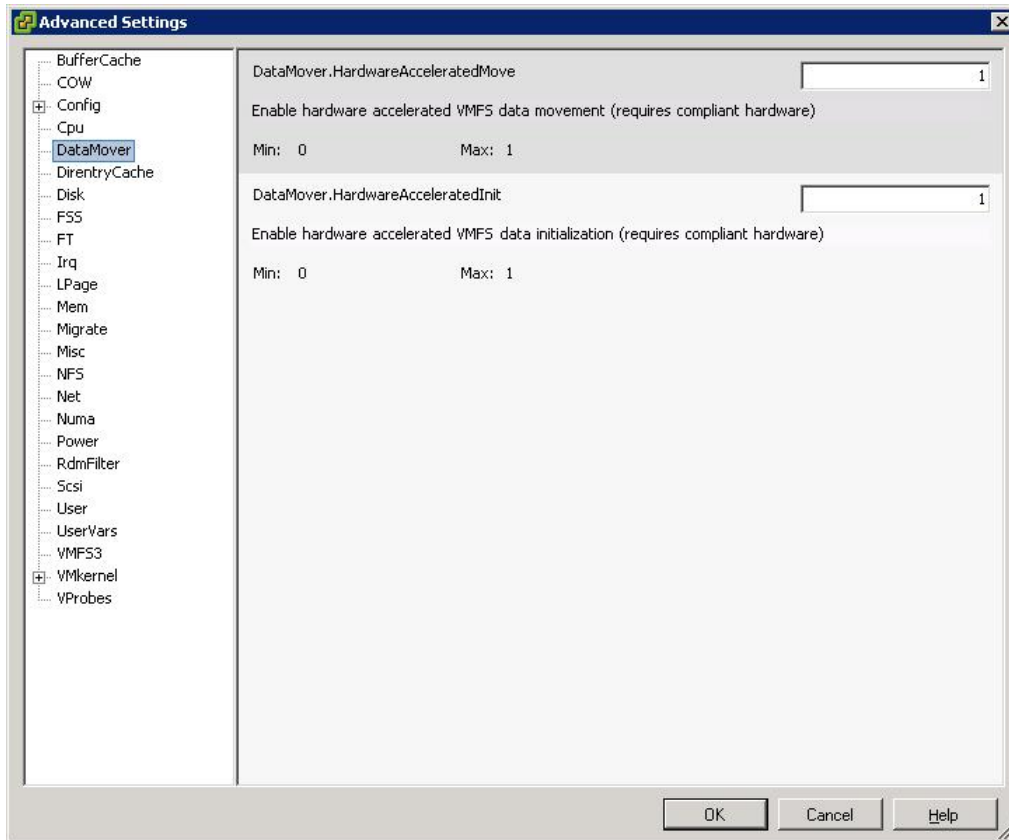 Advanced Settings
BufferCache
COW
Config
Cpu
DataMover
DirentryCache
Disk
FSS
FT
Irq
LPage
Mem
Migrate
Misc
NFS
Net
Numa
Power
RdmFilter
Scsi
User
UserVars
VMFS3
VMkernel
VProbes
DataMover.HardwareAcceleratedMove 1
Enable hardware accelerated VMFS data movement (requires compliant hardware)
Min: 0 Max: 1
DataMover.HardwareAcceleratedInit 1
Enable hardware accelerated VMFS data initialization (requires compliant hardware)
Min: 0 Max: 1
OK Cancel Help